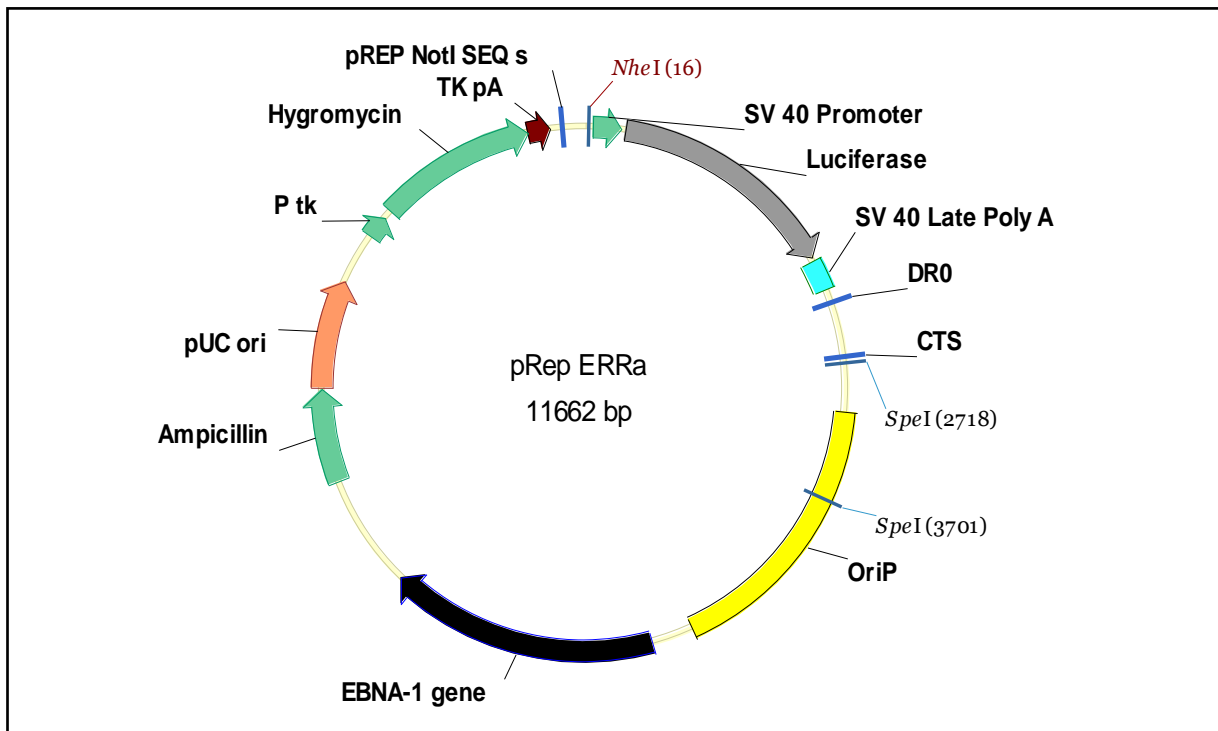 pREP NotI SEQ s
NheI (16)
TK pA
Hygromycin
SV 40 Promoter
Luciferase
P tk
SV 40 Late Poly A
DR0
pUC ori
CTS
pRep ERRa
11662 bp
SpeI (2718)
Ampicillin
SpeI (3701)
OriP
EBNA-1 gene